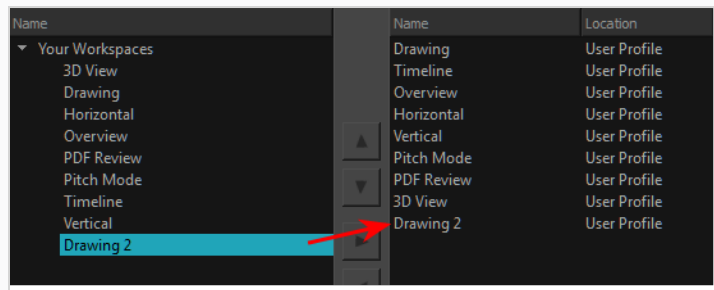 Name Name Location
Your Workspaces Drawing User Profile
3D View Timeline User Profile
Drawing Overview User Profile
Horizontal Horizontal User Profile
Overview Vertical User Profile
PDF Review Pitch Mode User Profile
Pitch Mode PDF Review User Profile
Timeline 3D View User Profile
Vertical Drawing 2 User Profile
Drawing 2